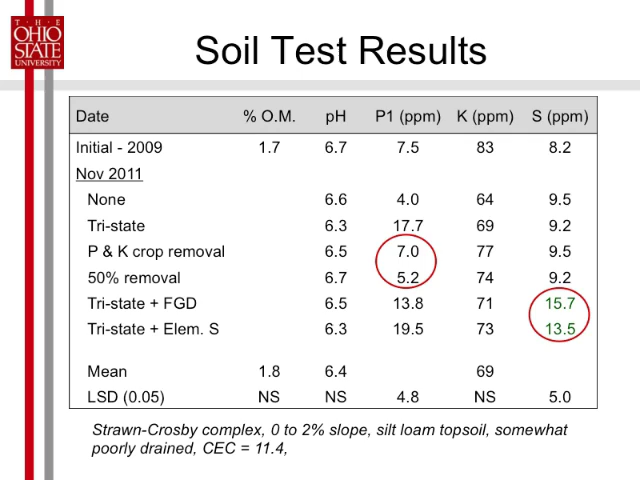 T · H · E
OHIO
STATE
UNIVERSITY
Soil Test Results
Date % O.M. pH P1 (ppm) K (ppm) S (ppm)
Initial - 2009 1.7 6.7 7.5 83 8.2
Nov 2011
None 6.6 4.0 64 9.5
Tri-state 6.3 17.7 69 9.2
P & K crop removal 6.5 7.0 77 9.5
50% removal 6.7 5.2 74 9.2
Tri-state + FGD 6.5 13.8 71 15.7
Tri-state + Elem. S 6.3 19.5 73 13.5
Mean 1.8 6.4 69
LSD (0.05) NS NS 4.8 NS 5.0
Strawn-Crosby complex, 0 to 2% slope, silt loam topsoil, somewhat
poorly drained, CEC = 11.4,